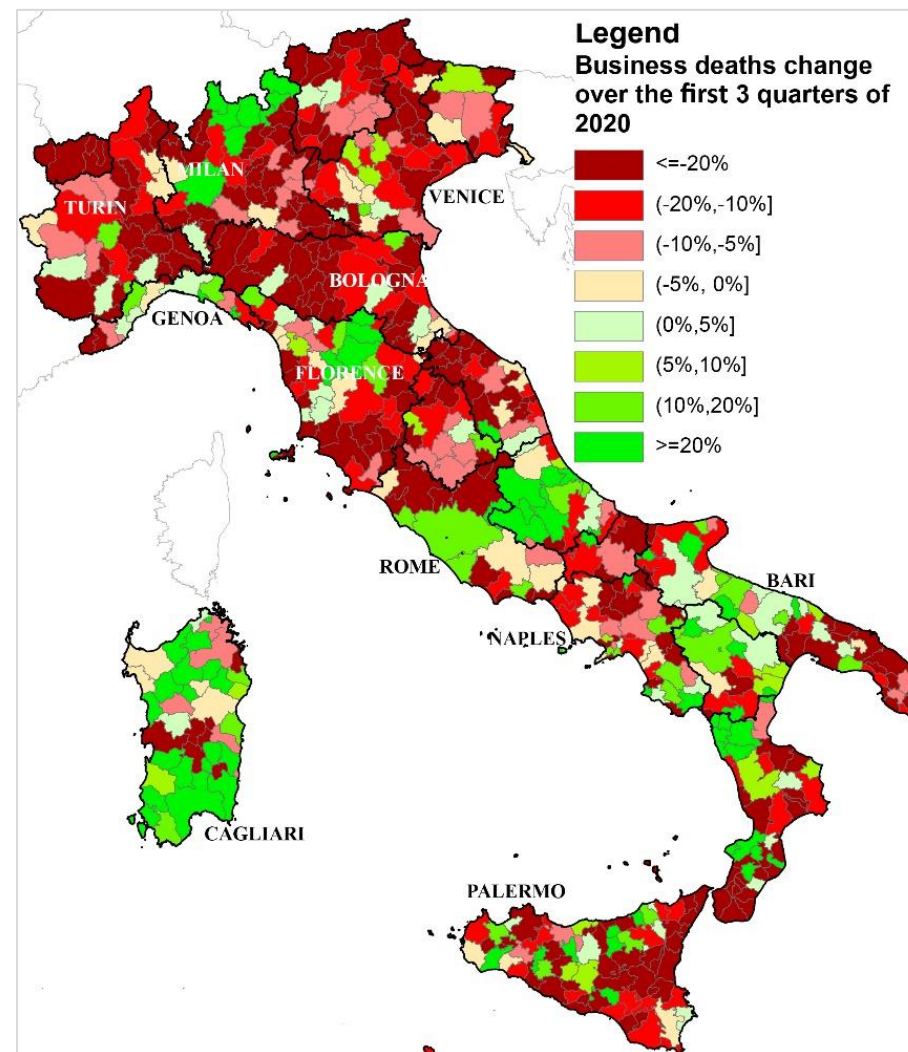 Legend
Business deaths change
over the first 3 quarters of
2020
<=-20%
(-20%,-10%]
(-10%,-5%]
(-5%, 0%]
(0%,5%]
(5%,10%]
(10%,20%]
>=20%
MILAN
TURIN
VENICE
BOLOGNA
GENOA
FLORENCE
ROME
BARI
NAPLES
CAGLIARI
PALERMO